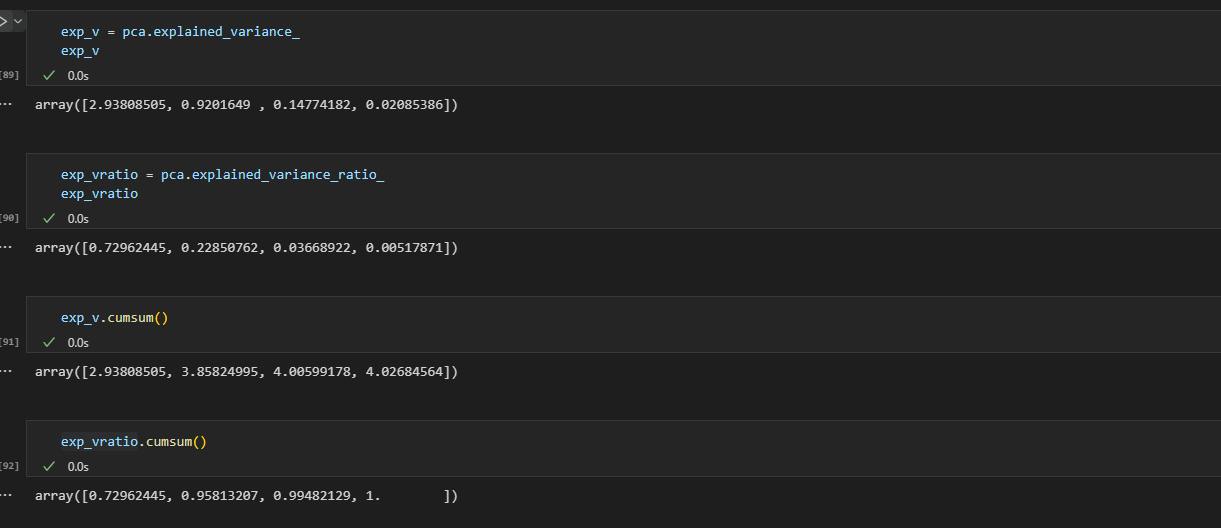 exp_v = pca.explained_variance_
exp_v
[89] 0.0s
... array([2.93808505, 0.9201649 , 0.14774182, 0.02085386])
exp_vratio = pca.explained_variance_ratio_
exp_vratio
[90] 0.0s
... array([0.72962445, 0.22850762, 0.03668922, 0.00517871])
exp_v.cumsum()
[91] 0.0s
... array([2.93808505, 3.85824995, 4.00599178, 4.02684564])
exp_vratio.cumsum()
[92] 0.0s
... array([0.72962445, 0.95813207, 0.99482129, 1.        ])